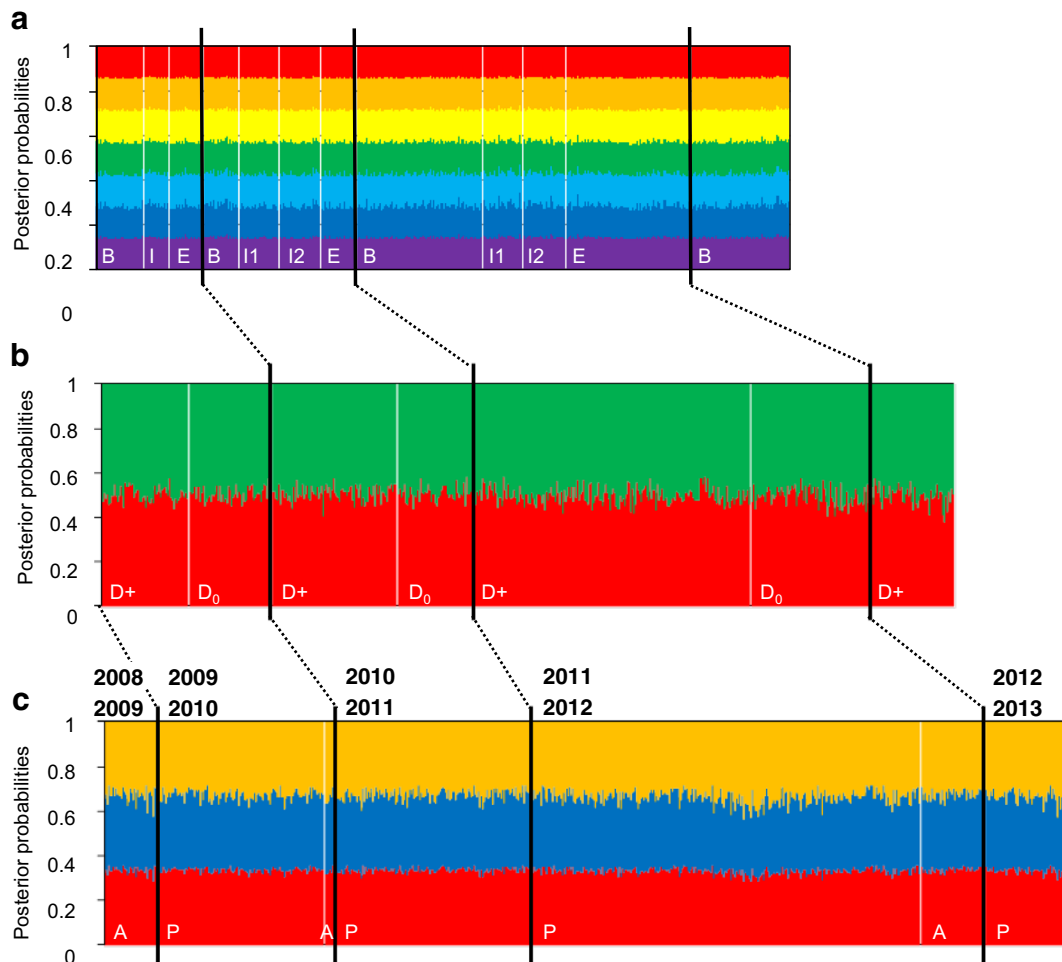 a
Posterior probabilities
1
0.8
0.6
0.4
0.2
0
B I E B I1 I2 E B I1 I2 E B
b
Posterior probabilities
1
0.8
0.6
0.4
0.2
0
D+ D₀ D+ D₀ D+ D₀ D+
2008 2009 2010 2011 2012
2009 2010 2011 2012 2013
c
Posterior probabilities
1
0.8
0.6
0.4
0.2
0
A P A P P A P